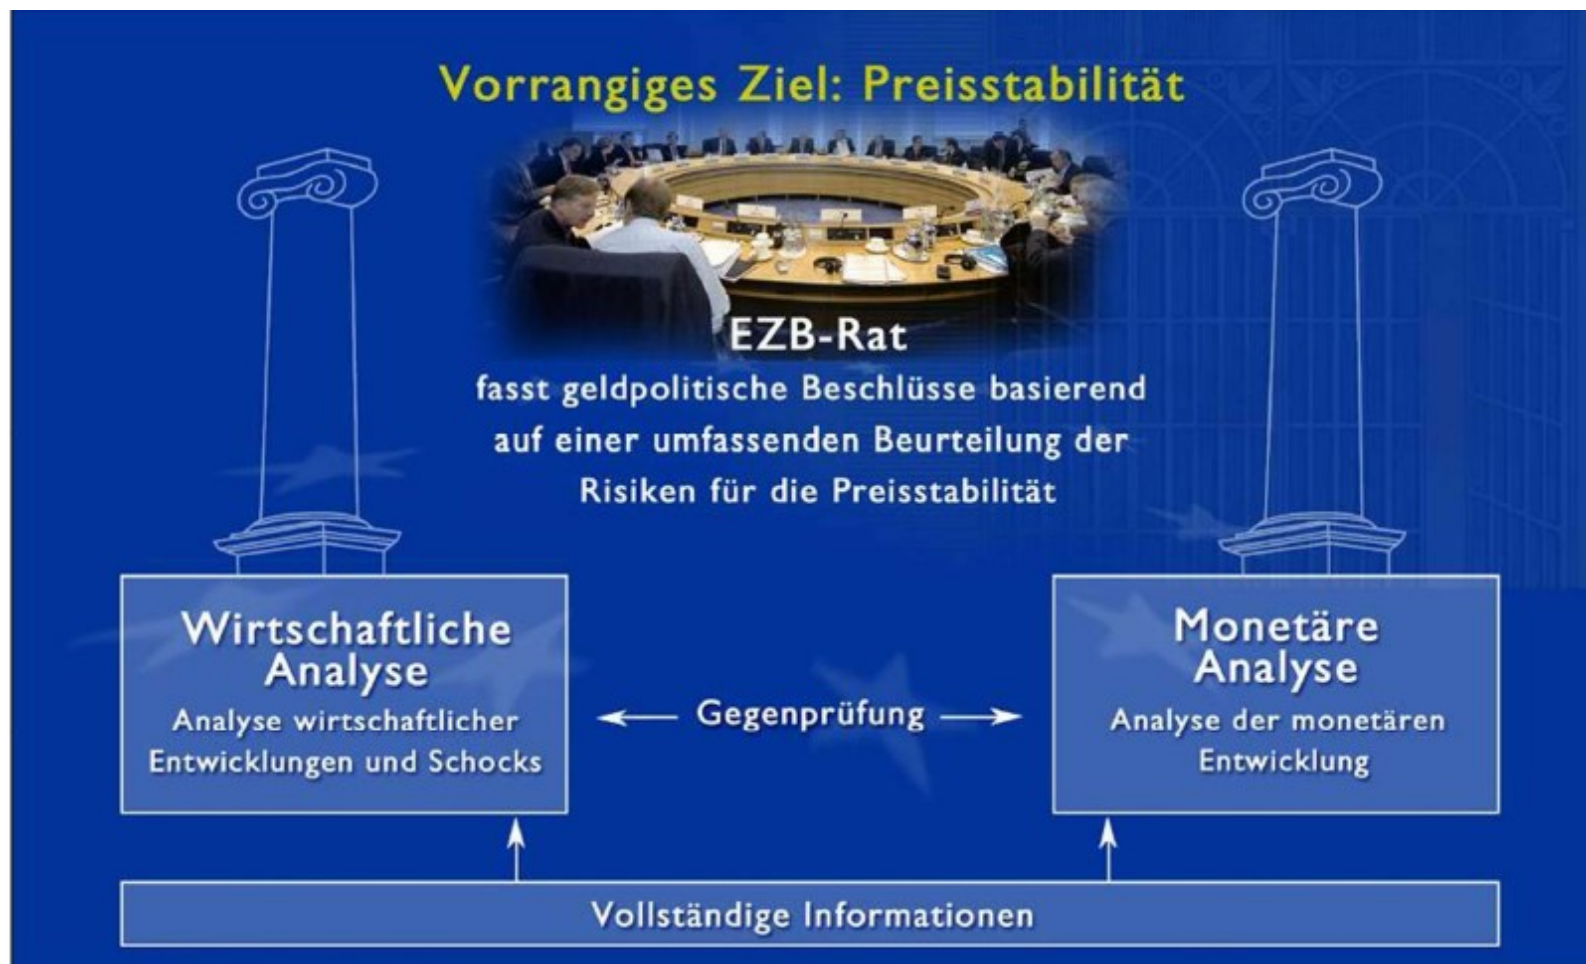 Vorrangiges Ziel: Preisstabilität
EZB-Rat
fasst geldpolitische Beschlüsse basierend
auf einer umfassenden Beurteilung der
Risiken für die Preisstabilität
Wirtschaftliche
Analyse
Analyse wirtschaftlicher
Entwicklungen und Schocks
Gegenprüfung
Monetäre
Analyse
Analyse der monetären
Entwicklung
Vollständige Informationen